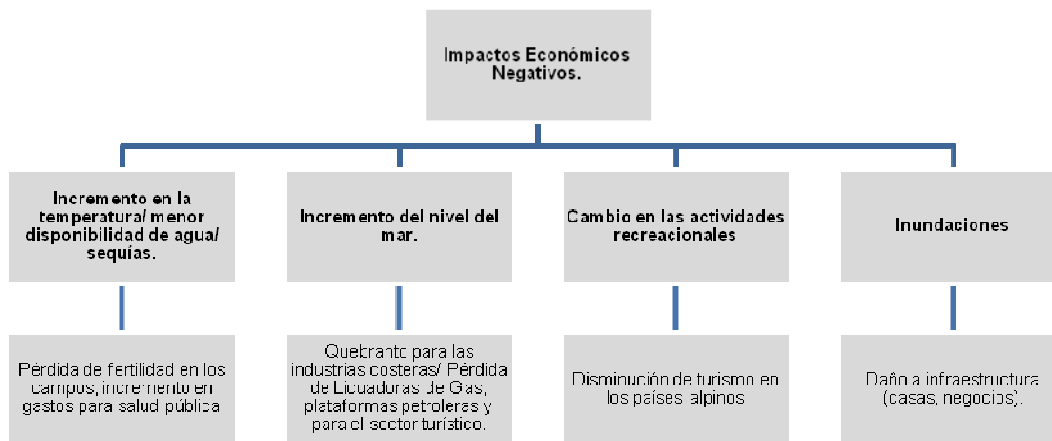 Impactos Económicos
Negativos.
Incremento en la
temperatura/ menor
disponibilidad de agua/
sequías.
Incremento del nivel del
mar.
Cambio en las actividades
recreacionales
Inundaciones
Pérdida de fertilidad en los
campos, incremento en
gastos para salud pública
Quebranto para las
industrias costeras/ Pérdida
de Licuadoras de Gas,
plataformas petroleras y
para el sector turístico.
Disminución de turismo en
los países alpinos
Daño a infraestructura
(casas, negocios).